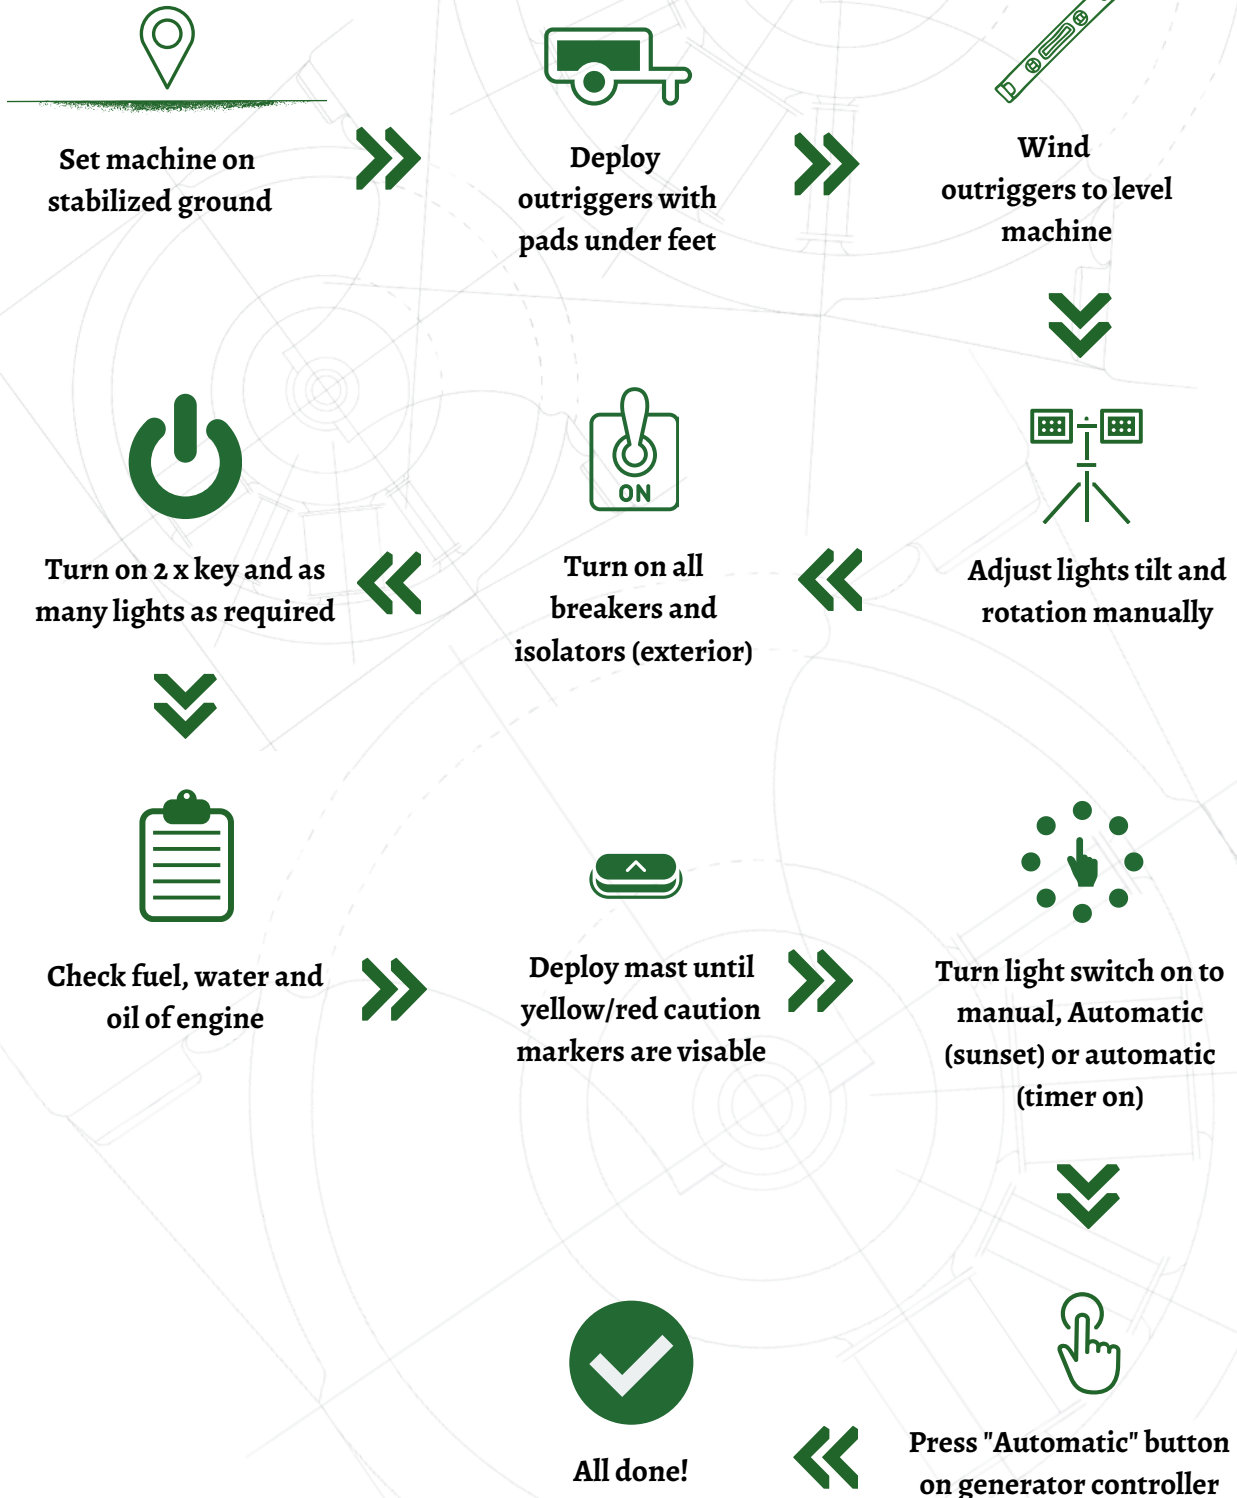 Set machine on
stabilized ground
Deploy
outriggers with
pads under feet
Wind
outriggers to level
machine
Adjust lights tilt and
rotation manually
ON
Turn on all
breakers and
isolators (exterior)
Turn on 2 x key and as
many lights as required
Check fuel, water and
oil of engine
Deploy mast until
yellow/red caution
markers are visable
Turn light switch on to
manual, Automatic
(sunset) or automatic
(timer on)
Press "Automatic" button
on generator controller
All done!